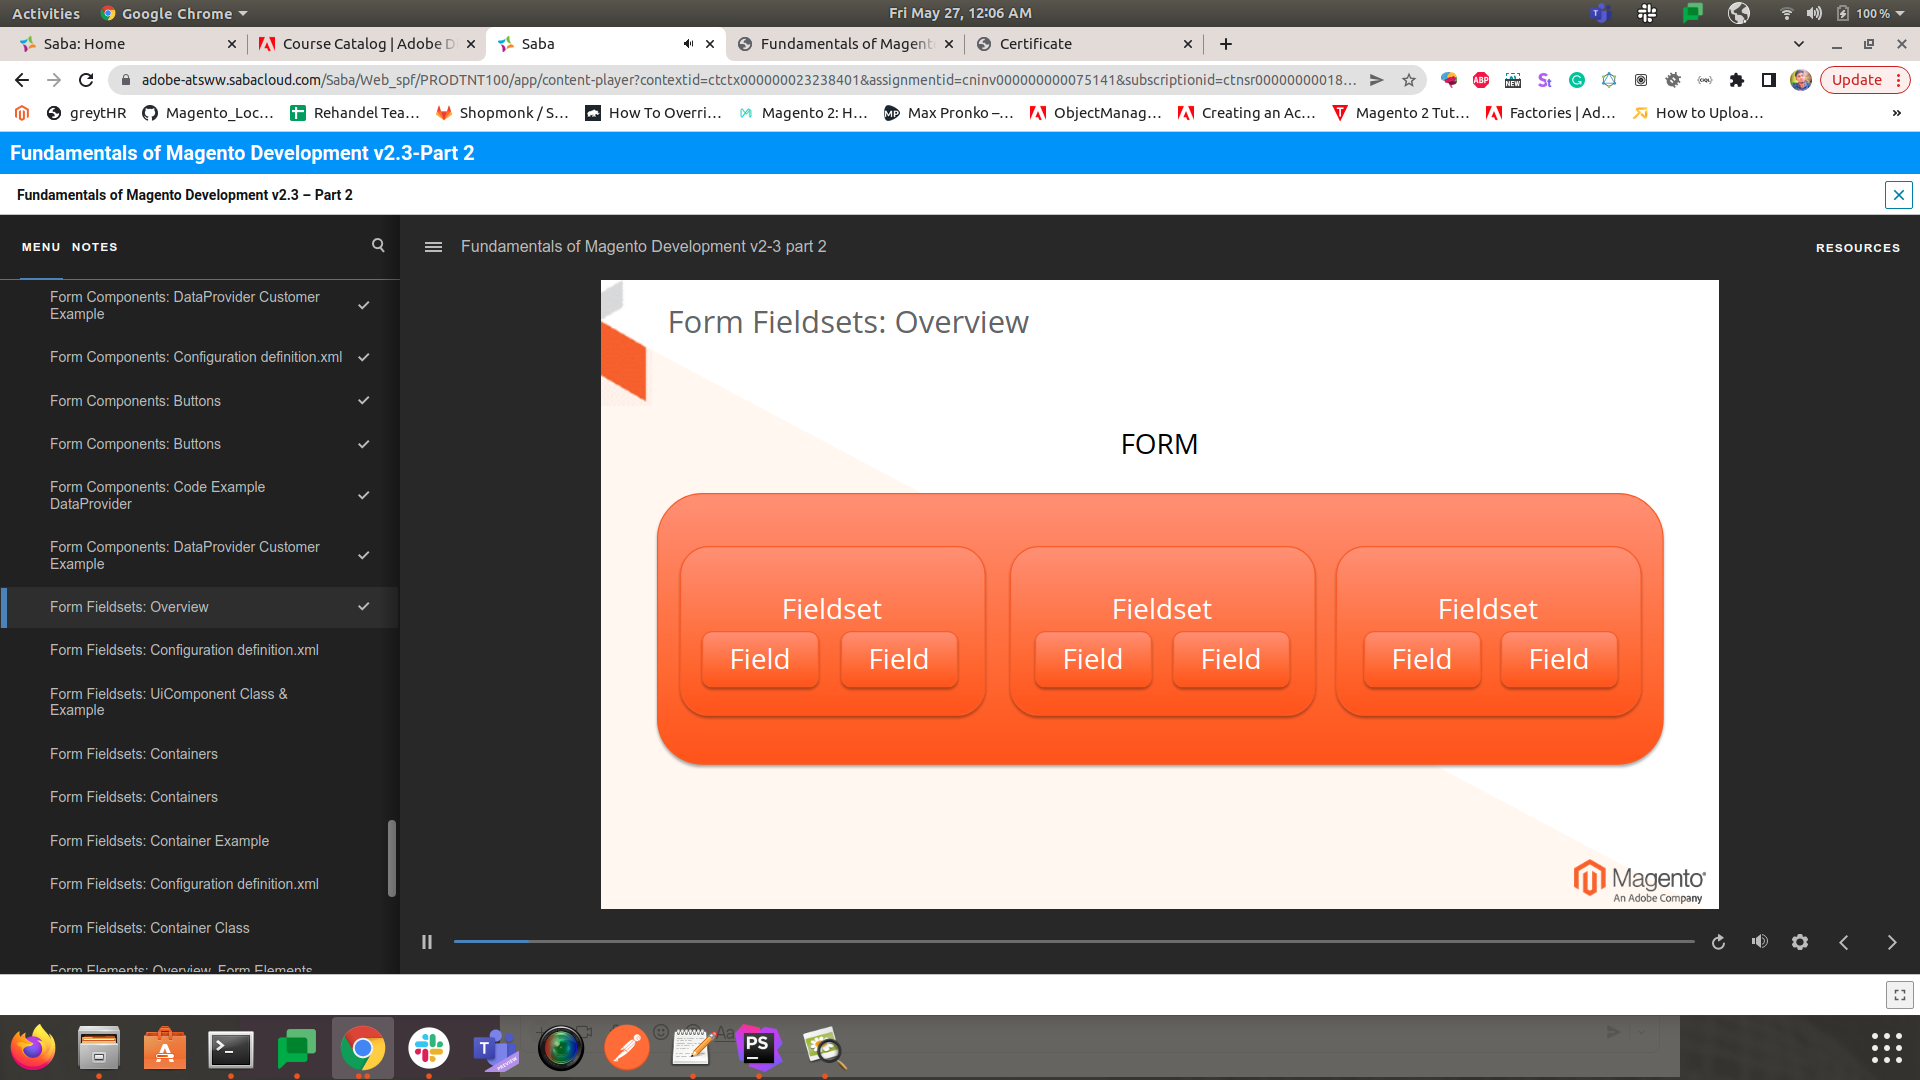 Activities Google Chrome Fri May 27, 12:06 AM 100 %
Saba: Home Course Catalog | Adobe D Saba Fundamentals of Magent Certificate
adobe-atsww.sabacloud.com/Saba/Web_spf/PRODTNT100/app/content-player?contextid=ctctx000000023238401&assignmentid=cninv000000000075141&subscriptionid=ctnsr00000000018... Update
greytHR Magento_Loc... Rehandel Tea... Shopmonk / S... How To Overri... Magento 2: H... Max Pronko –... ObjectManag... Creating an Ac... Magento 2 Tut... Factories | Ad... How to Uploa... »
Fundamentals of Magento Development v2.3-Part 2
Fundamentals of Magento Development v2.3 – Part 2
MENU NOTES
Fundamentals of Magento Development v2-3 part 2
RESOURCES
Form Components: DataProvider Customer
Example
Form Components: Configuration definition.xml
Form Components: Buttons
Form Components: Buttons
Form Components: Code Example
DataProvider
Form Components: DataProvider Customer
Example
Form Fieldsets: Overview
Form Fieldsets: Configuration definition.xml
Form Fieldsets: UiComponent Class &
Example
Form Fieldsets: Containers
Form Fieldsets: Containers
Form Fieldsets: Container Example
Form Fieldsets: Configuration definition.xml
Form Fieldsets: Container Class
Form Elements: Overview, Form Elements
Form Fieldsets: Overview
FORM
Fieldset Fieldset Fieldset
Field Field Field Field Field Field
Magento
An Adobe Company